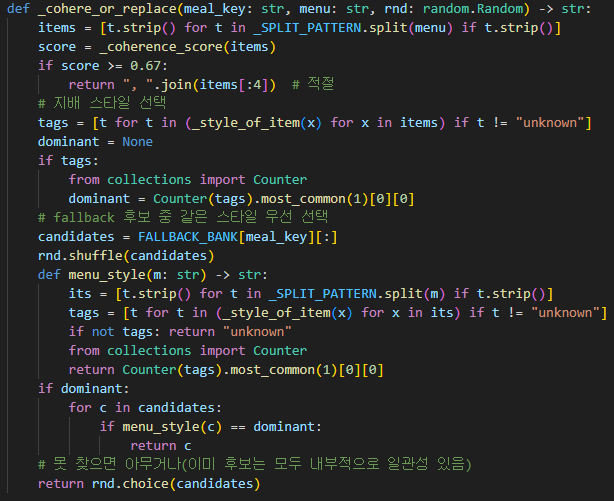 def _cohere_or_replace(meal_key: str, menu: str, rnd: random.Random) -> str:
    items = [t.strip() for t in _SPLIT_PATTERN.split(menu) if t.strip()]
    score = _coherence_score(items)
    if score >= 0.67:
        return ", ".join(items[:4])  # 적절
    # 지배 스타일 선택
    tags = [t for t in (_style_of_item(x) for x in items) if t != "unknown"]
    dominant = None
    if tags:
        from collections import Counter
        dominant = Counter(tags).most_common(1)[0][0]
    # fallback 후보 중 같은 스타일 우선 선택
    candidates = FALLBACK_BANK[meal_key][:]
    rnd.shuffle(candidates)
    def menu_style(m: str) -> str:
        its = [t.strip() for t in _SPLIT_PATTERN.split(m) if t.strip()]
        tags = [t for t in (_style_of_item(x) for x in its) if t != "unknown"]
        if not tags: return "unknown"
        from collections import Counter
        return Counter(tags).most_common(1)[0][0]
    if dominant:
        for c in candidates:
            if menu_style(c) == dominant:
                return c
    # 못 찾으면 아무거나(이미 후보는 모두 내부적으로 일관성 있음)
    return rnd.choice(candidates)